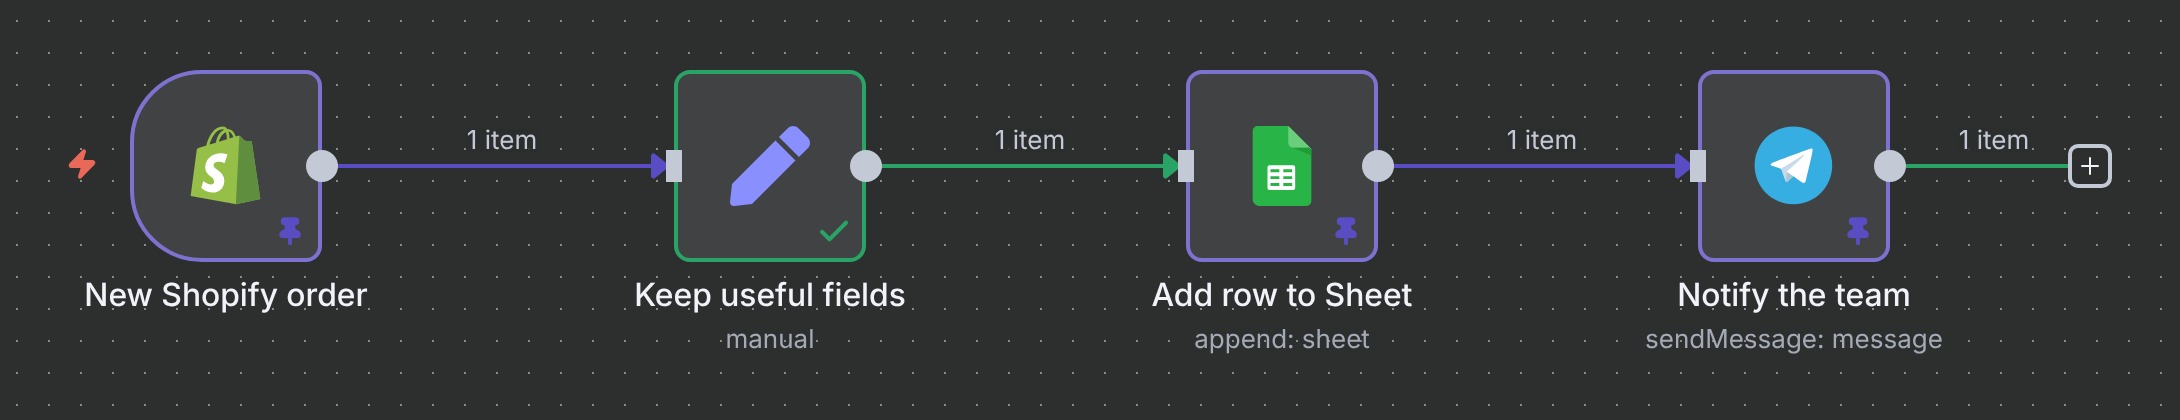 1 item
1 item
1 item
1 item
New Shopify order
Keep useful fields
manual
Add row to Sheet
append: sheet
Notify the team
sendMessage: message